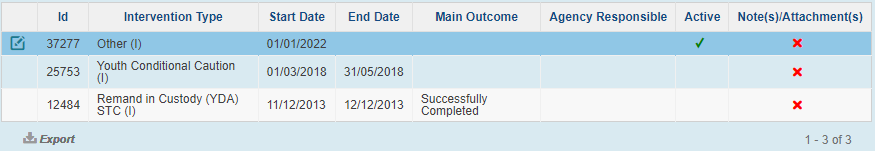 Id Intervention Type Start Date End Date Main Outcome Agency Responsible Active Note(s)/Attachment(s)
37277 Other (I) 01/01/2022
25753 Youth Conditional Caution (I) 01/03/2018 31/05/2018
12484 Remand in Custody (YDA) STC (I) 11/12/2013 12/12/2013 Successfully Completed
Export 1 - 3 of 3